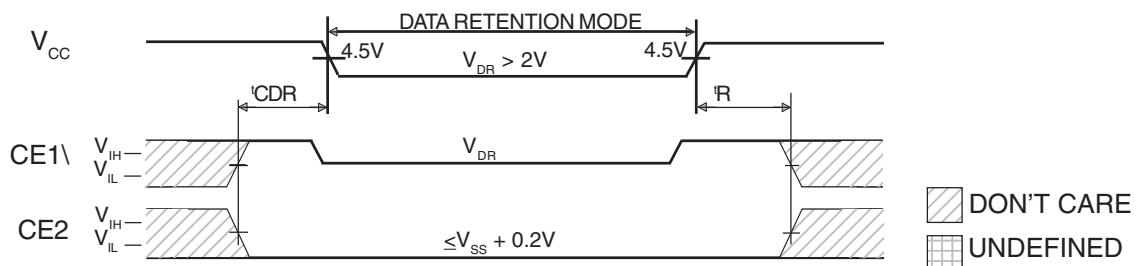 DATA RETENTION MODE
VCC
4.5V
VDR > 2V
4.5V
tCDR
tR
CE1\
VIH
VIL
VDR
CE2
VIH
VIL
≤VSS + 0.2V
DON'T CARE
UNDEFINED